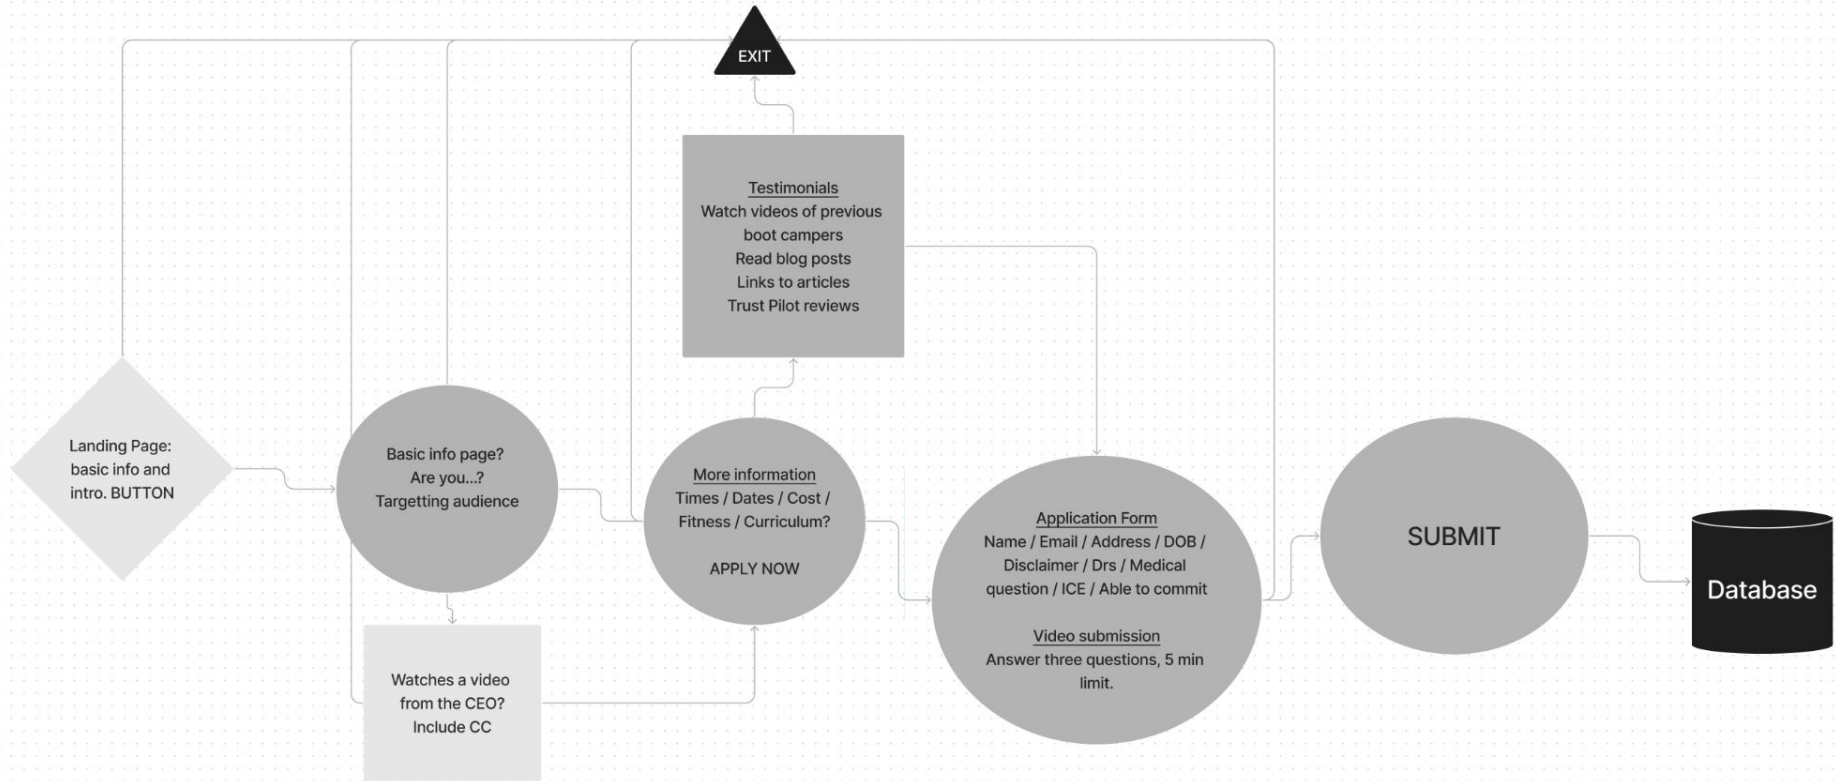 EXIT
Testimonials
Watch videos of previous
boot campers
Read blog posts
Links to articles
Trust Pilot reviews
Landing Page:
basic info and
intro. BUTTON
Basic info page?
Are you...?
Targetting audience
More information
Times / Dates / Cost /
Fitness / Curriculum?
APPLY NOW
Application Form
Name / Email / Address / DOB /
Disclaimer / Drs / Medical
question / ICE / Able to commit
Video submission
Answer three questions, 5 min
limit.
SUBMIT
Database
Watches a video
from the CEO?
Include CC